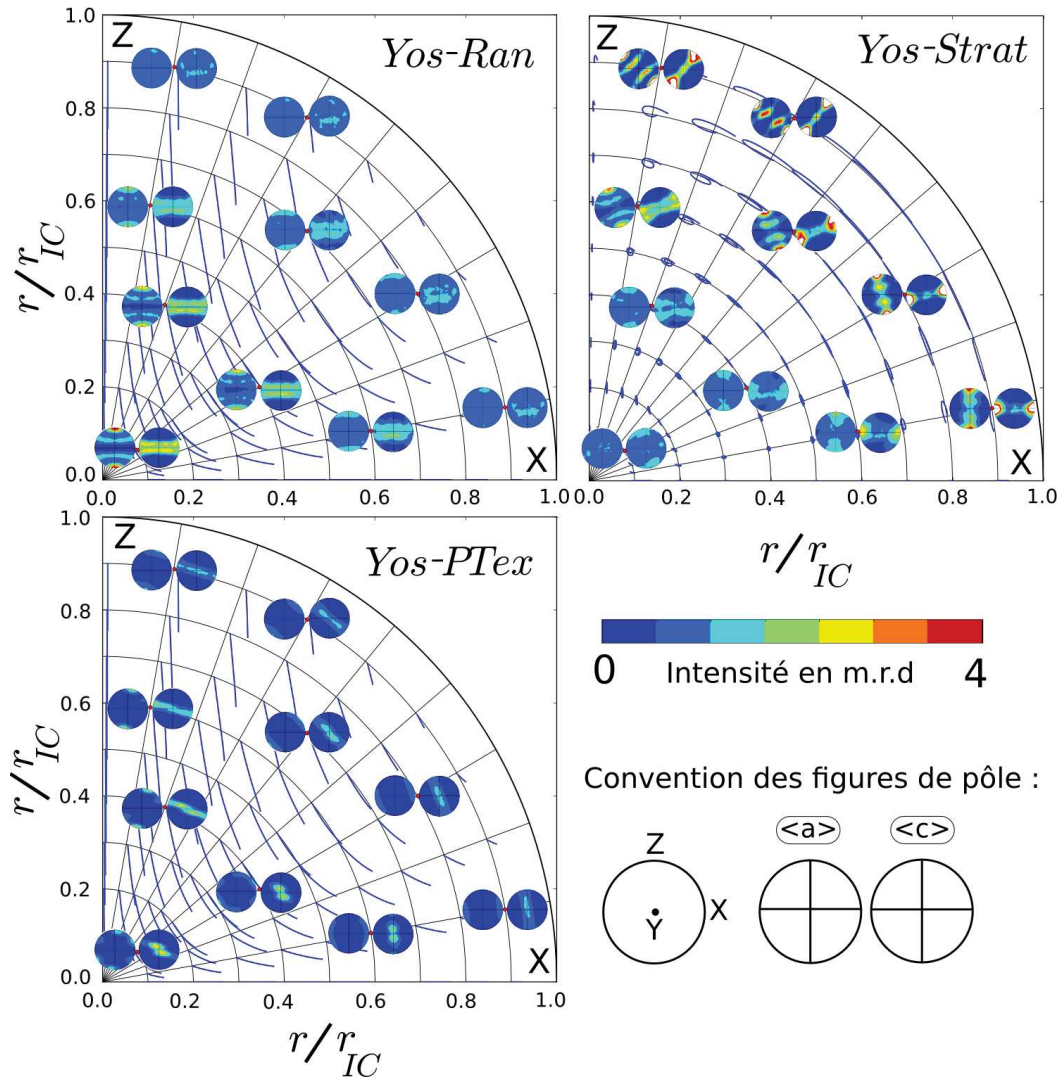 1.0
Z
Yos-Ran
0.8
0.6
r/r_IC
0.4
0.2
X
0.0
0.0 0.2 0.4 0.6 0.8 1.0
Z
Yos-Strat
X
0.0 0.2 0.4 0.6 0.8 1.0
r/r_IC
1.0
Z
Yos-PTex
0.8
0.6
r/r_IC
0.4
0.2
X
0.0
0.0 0.2 0.4 0.6 0.8 1.0
r/r_IC
0 Intensité en m.r.d 4
Convention des figures de pôle :
<a> <c>
Z
X
Y